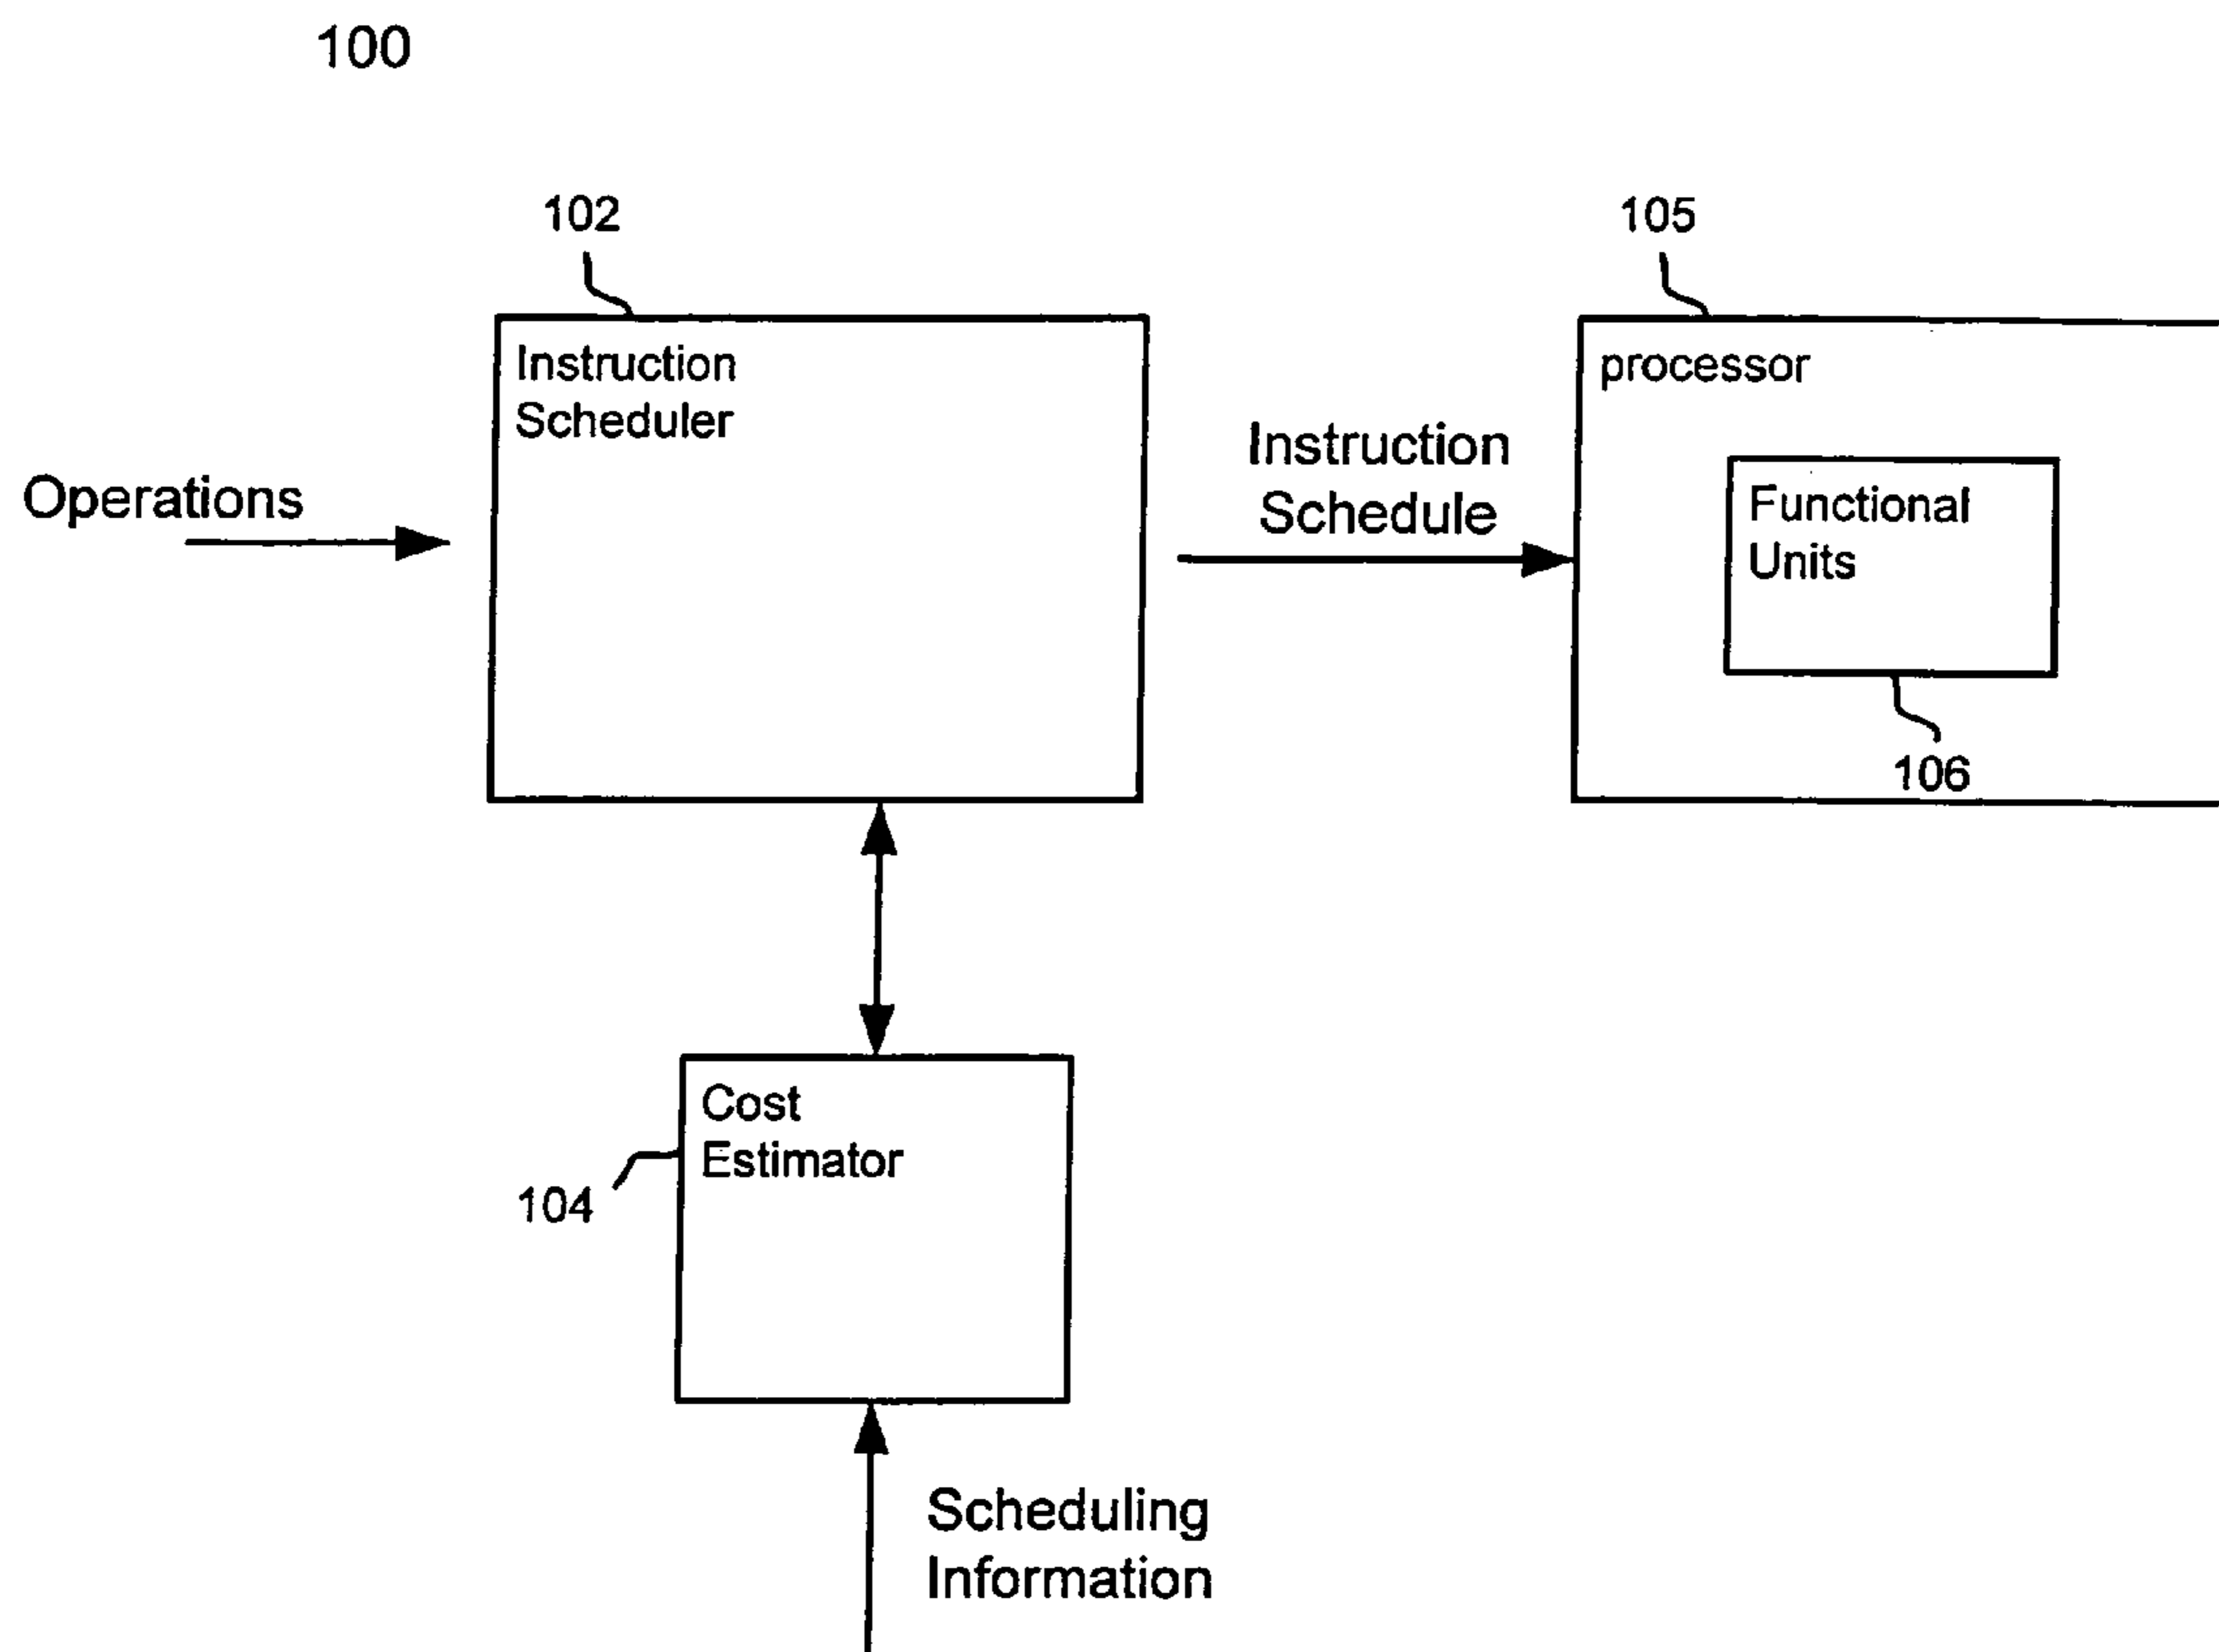 100
102
105
Instruction
Scheduler
processor
Operations
Instruction
Schedule
Functional
Units
106
Cost
Estimator
104
Scheduling
Information